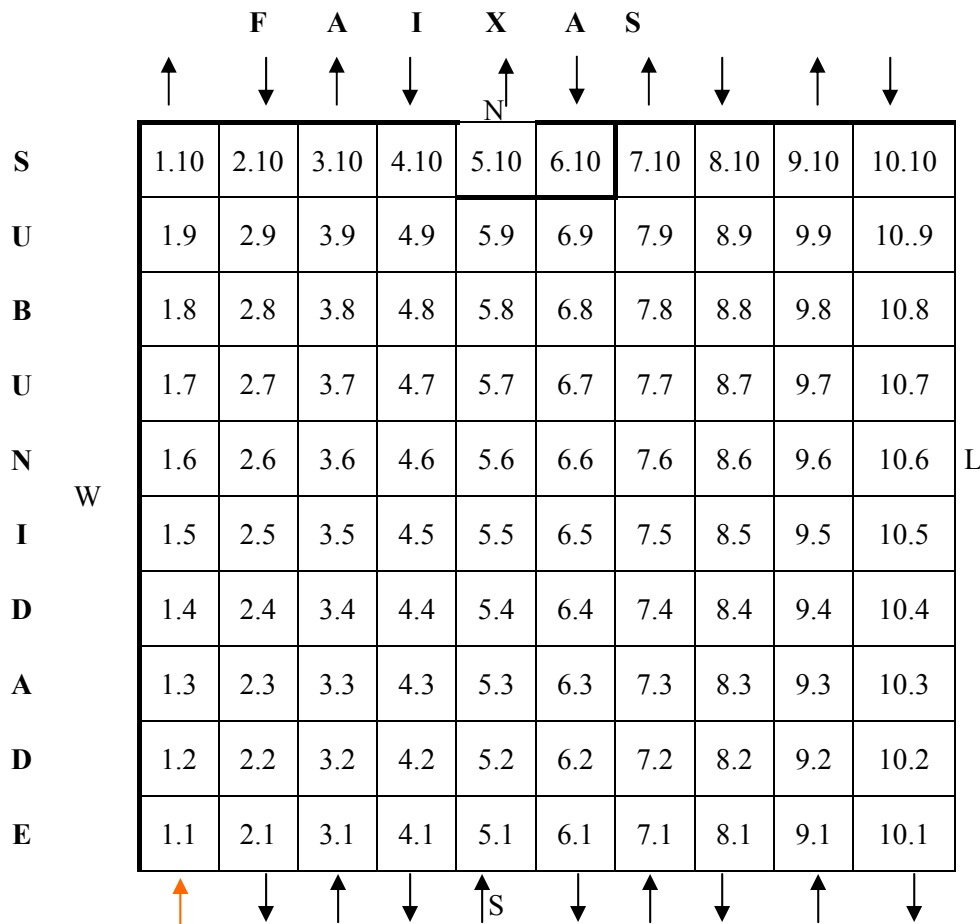 F A I X A S
N
S 1.10 2.10 3.10 4.10 5.10 6.10 7.10 8.10 9.10 10.10
U 1.9 2.9 3.9 4.9 5.9 6.9 7.9 8.9 9.9 10..9
B 1.8 2.8 3.8 4.8 5.8 6.8 7.8 8.8 9.8 10.8
U 1.7 2.7 3.7 4.7 5.7 6.7 7.7 8.7 9.7 10.7
N 1.6 2.6 3.6 4.6 5.6 6.6 7.6 8.6 9.6 10.6 L
W
I 1.5 2.5 3.5 4.5 5.5 6.5 7.5 8.5 9.5 10.5
D 1.4 2.4 3.4 4.4 5.4 6.4 7.4 8.4 9.4 10.4
A 1.3 2.3 3.3 4.3 5.3 6.3 7.3 8.3 9.3 10.3
D 1.2 2.2 3.2 4.2 5.2 6.2 7.2 8.2 9.2 10.2
E 1.1 2.1 3.1 4.1 5.1 6.1 7.1 8.1 9.1 10.1
S